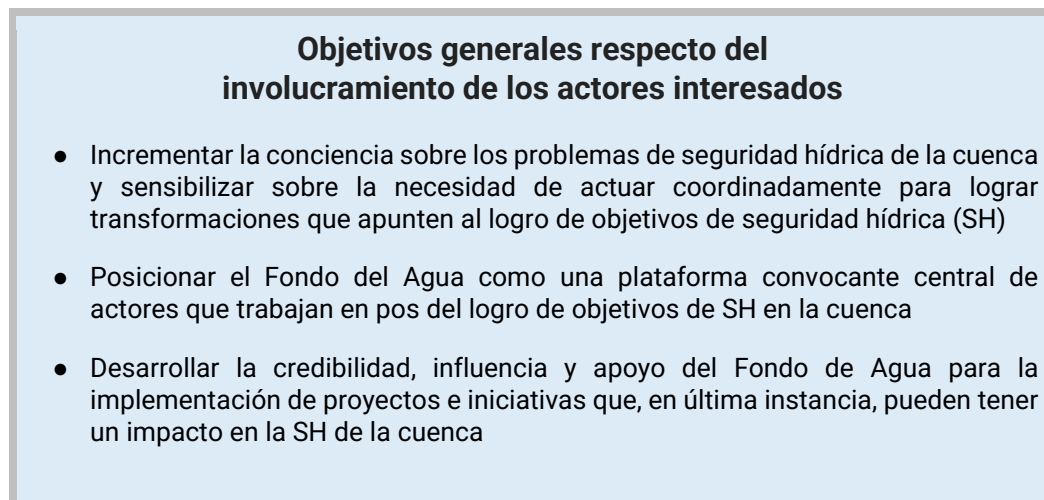 Objetivos generales respecto del
involucramiento de los actores interesados
● Incrementar la conciencia sobre los problemas de seguridad hídrica de la cuenca
y sensibilizar sobre la necesidad de actuar coordinadamente para lograr
transformaciones que apunten al logro de objetivos de seguridad hídrica (SH)
● Posicionar el Fondo del Agua como una plataforma convocante central de
actores que trabajan en pos del logro de objetivos de SH en la cuenca
● Desarrollar la credibilidad, influencia y apoyo del Fondo de Agua para la
implementación de proyectos e iniciativas que, en última instancia, pueden tener
un impacto en la SH de la cuenca